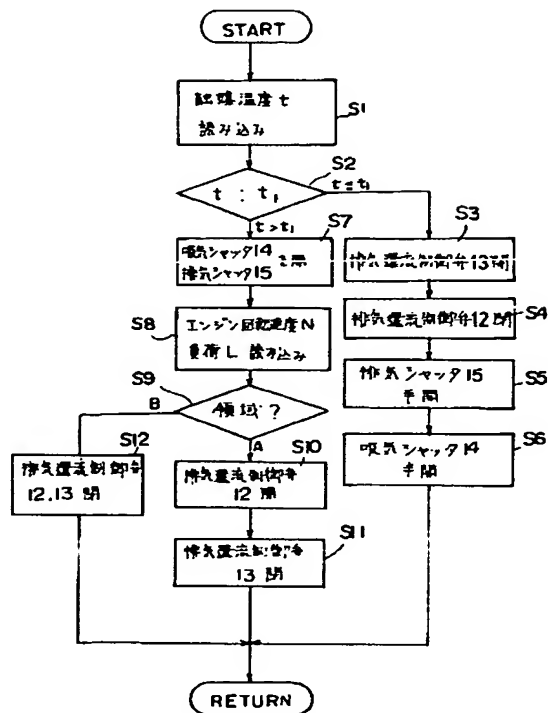 START
S1
触媒温度 t
読み込み
S2
t : t₁
t≦t₁
t>t₁
S7
吸気シャッタ14
排気シャッタ15
S3
排気還流制御弁13
S8
エンジン回転速度N
負荷L 読み込み
S4
排気還流制御弁12閉
S9
領域?
B
A
排気シャッタ15
半開
S5
S12
排気還流制御弁
12,13 閉
S10
排気還流制御弁
12
吸気シャッタ14
半開
S6
S11
排気還流制御弁
13
RETURN